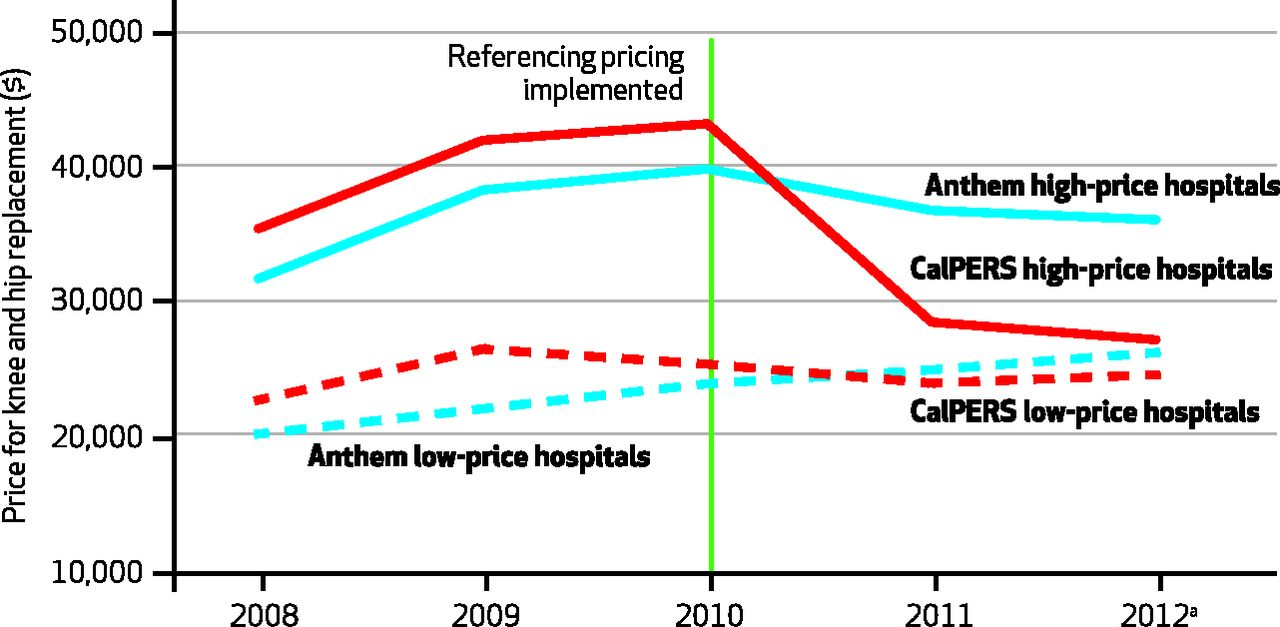 Price for knee and hip replacement ($)
50,000
40,000
30,000
20,000
10,000
Referencing pricing
implemented
Anthem high-price hospitals
CalPERS high-price hospitals
CalPERS low-price hospitals
Anthem low-price hospitals
2008
2009
2010
2011
2012ª